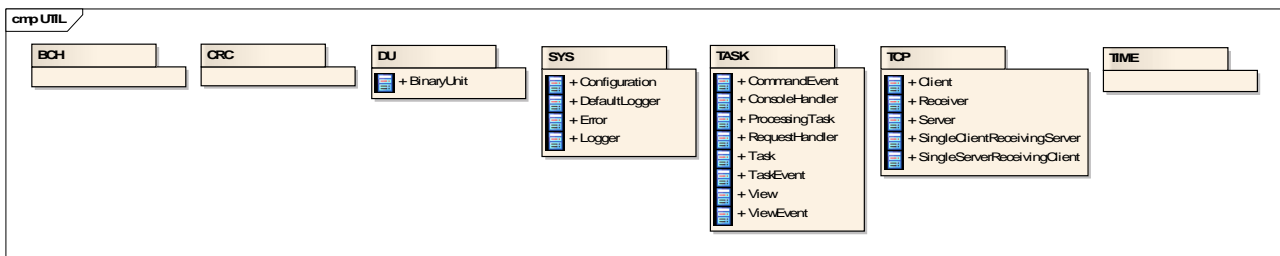 cmp UTIL
BCH
CRC
DU
+ BinaryUnit
SYS
+ Configuration
+ DefaultLogger
+ Error
+ Logger
TASK
+ CommandEvent
+ ConsoleHandler
+ ProcessingTask
+ RequestHandler
+ Task
+ TaskEvent
+ View
+ ViewEvent
TCP
+ Client
+ Receiver
+ Server
+ SingleClientReceivingServer
+ SingleServerReceivingClient
TIME